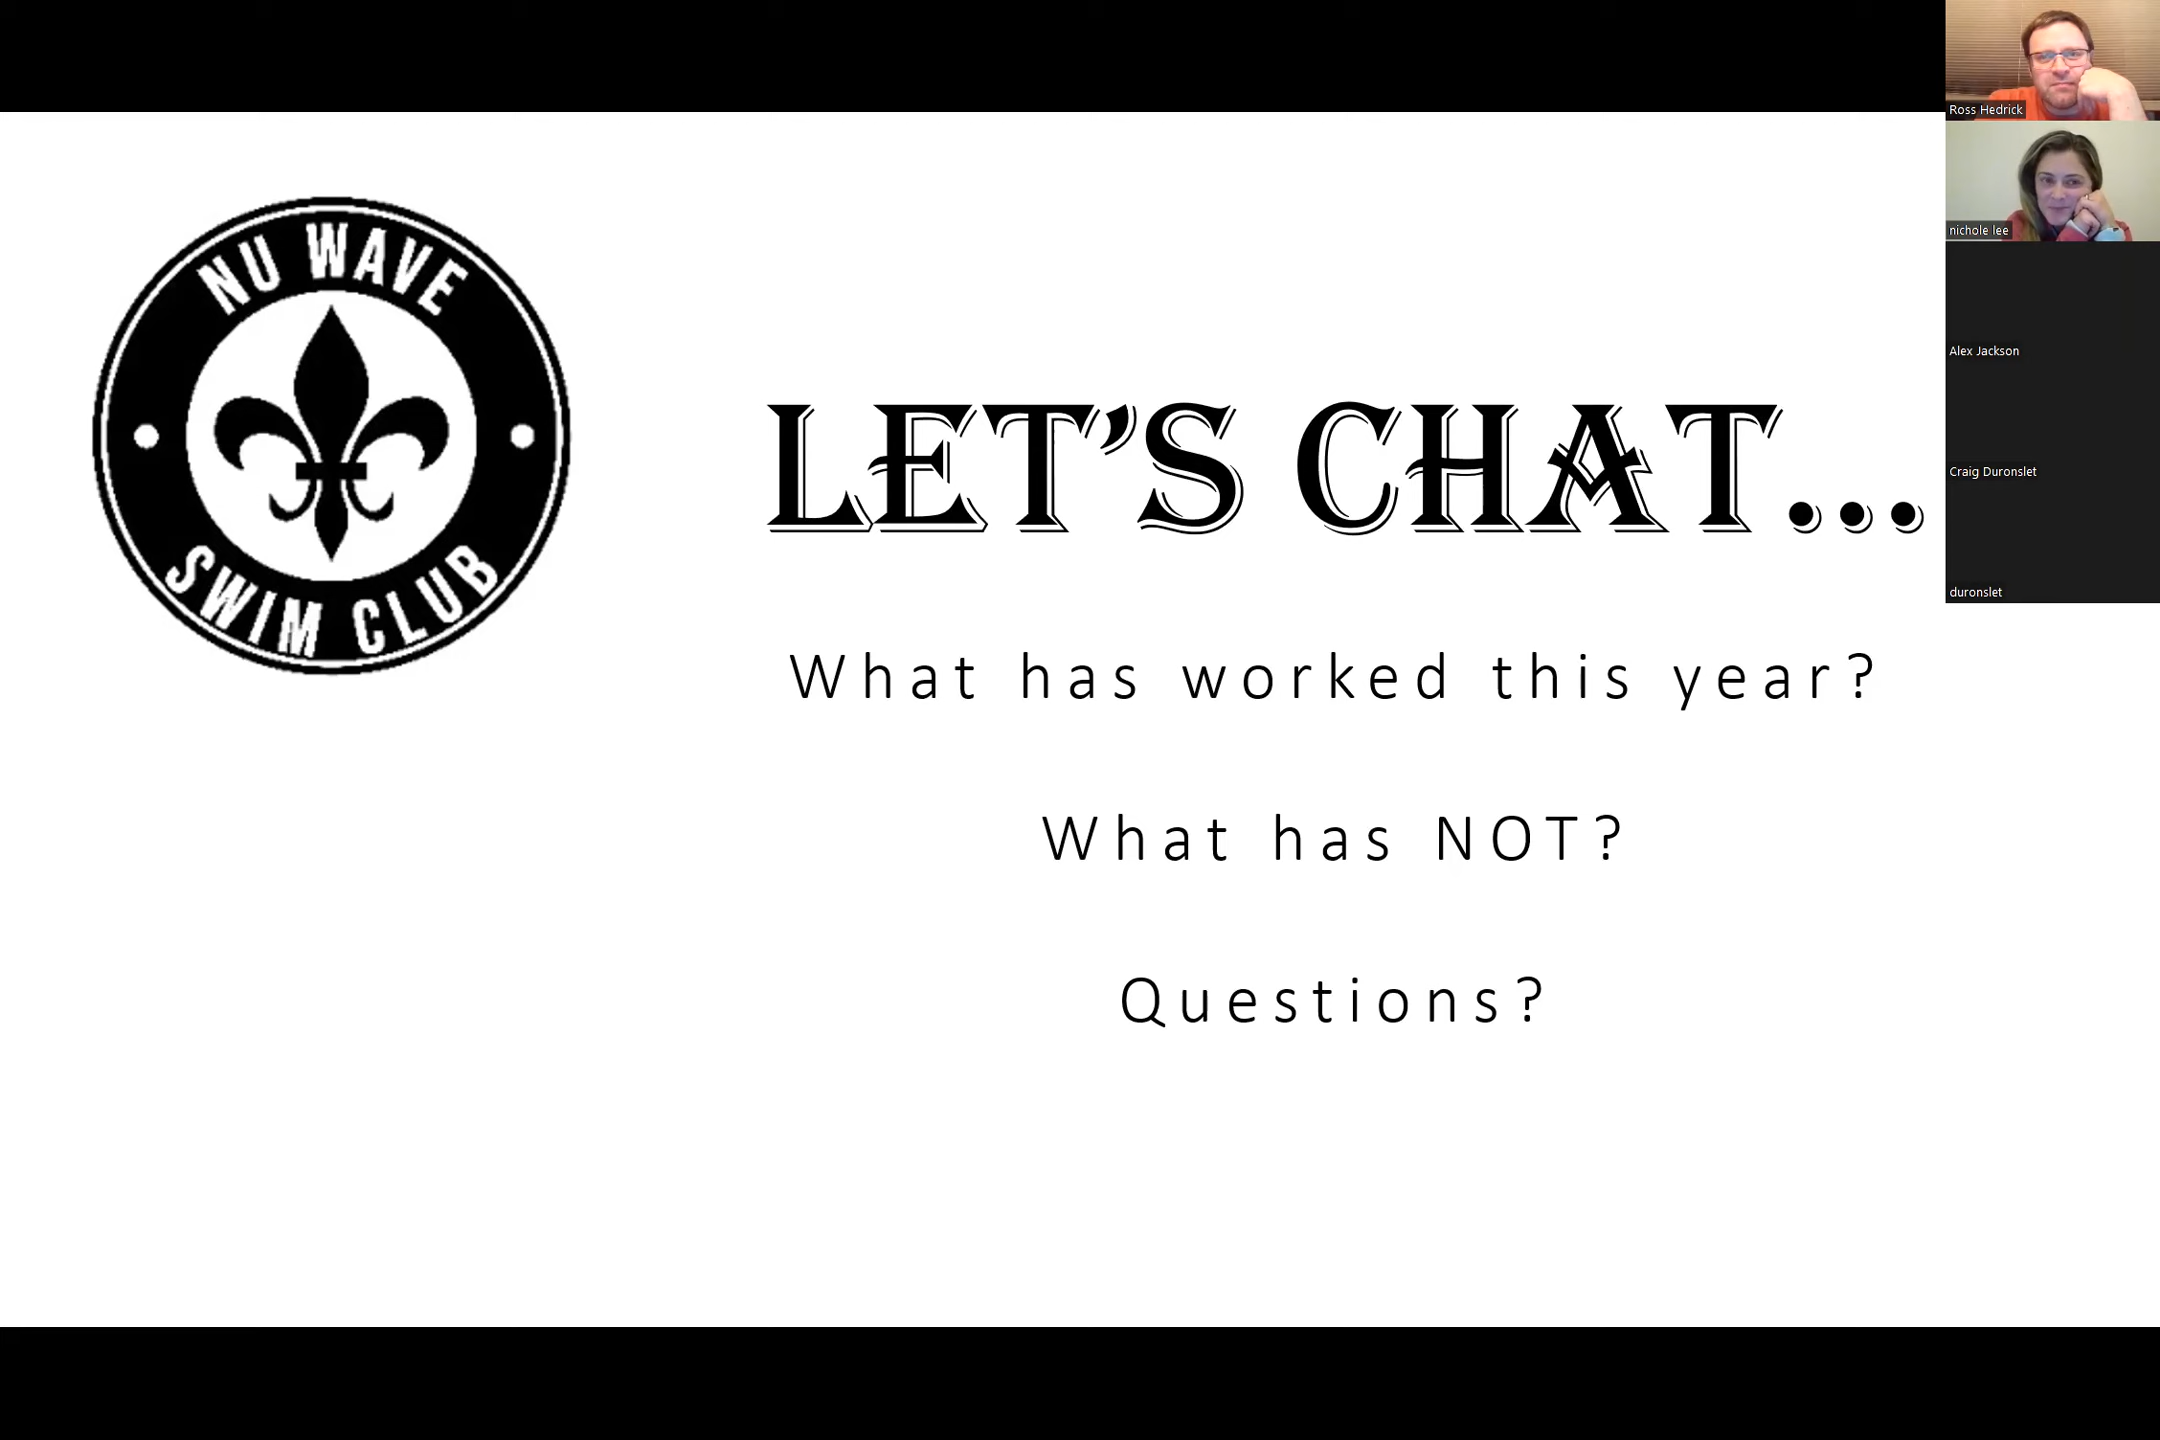 NU WAVE
SWIM CLUB
LET'S CHAT...
What has worked this year?
What has NOT?
Questions?
Ross Hedrick
nichole lee
Alex Jackson
Craig Duronslet
duronslet